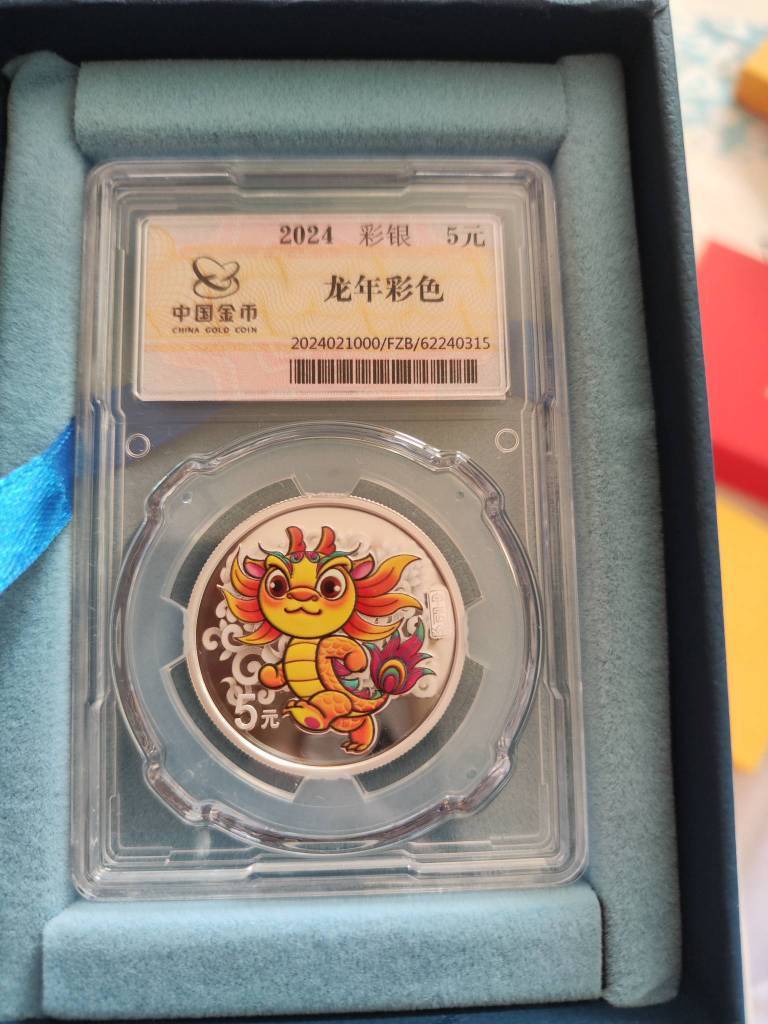 2024 彩银 5元
中国金币
CHINA GOLD COIN
龙年彩色
2024021000/FZB/62240315
5元